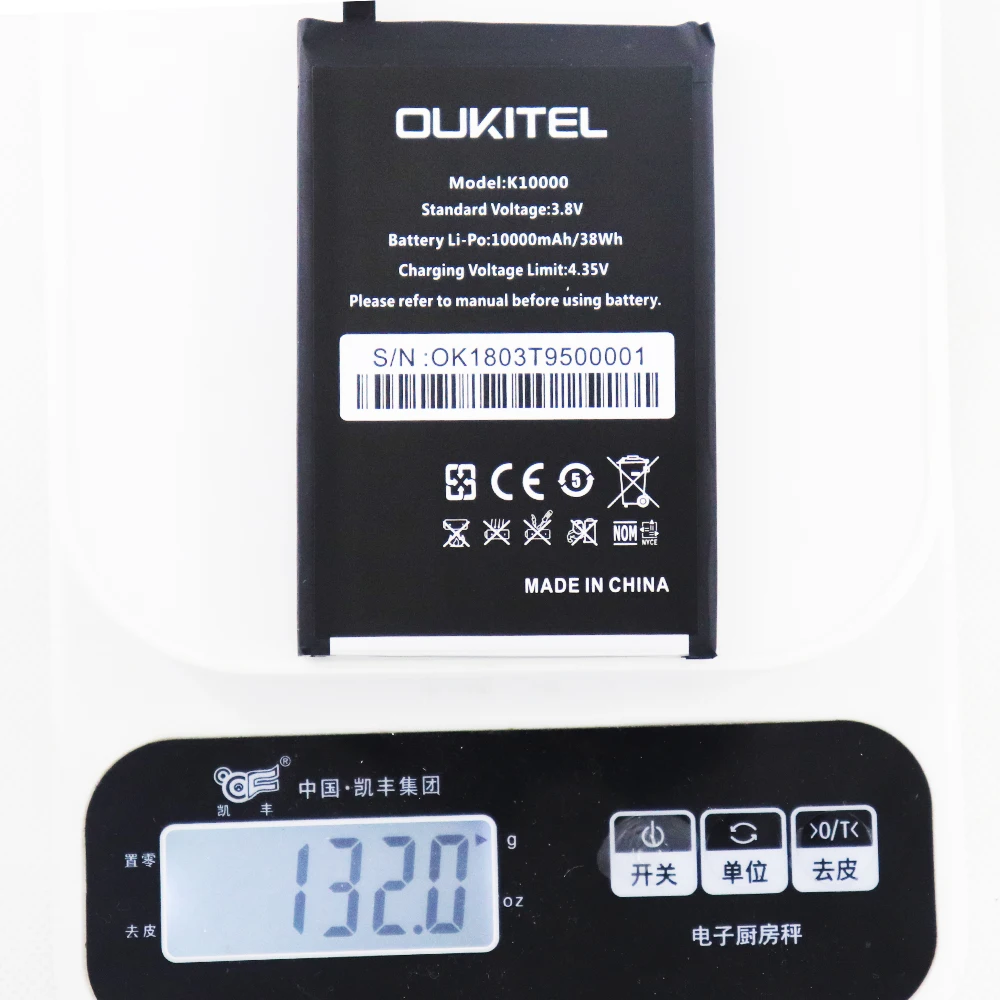 OUKITEL
Model:K10000
Standard Voltage:3.8V
Battery Li-Po:10000mAh/38Wh
Charging Voltage Limit:4.35V
Please refer to manual before using battery.
S/N :OK1803T9500001
CE 5
NOM NYCE
MADE IN CHINA
® 中国·凯丰集团
凯 丰
置零 132.0 g
oz
去皮
>0/T<
开关 单位 去皮
电子厨房秤